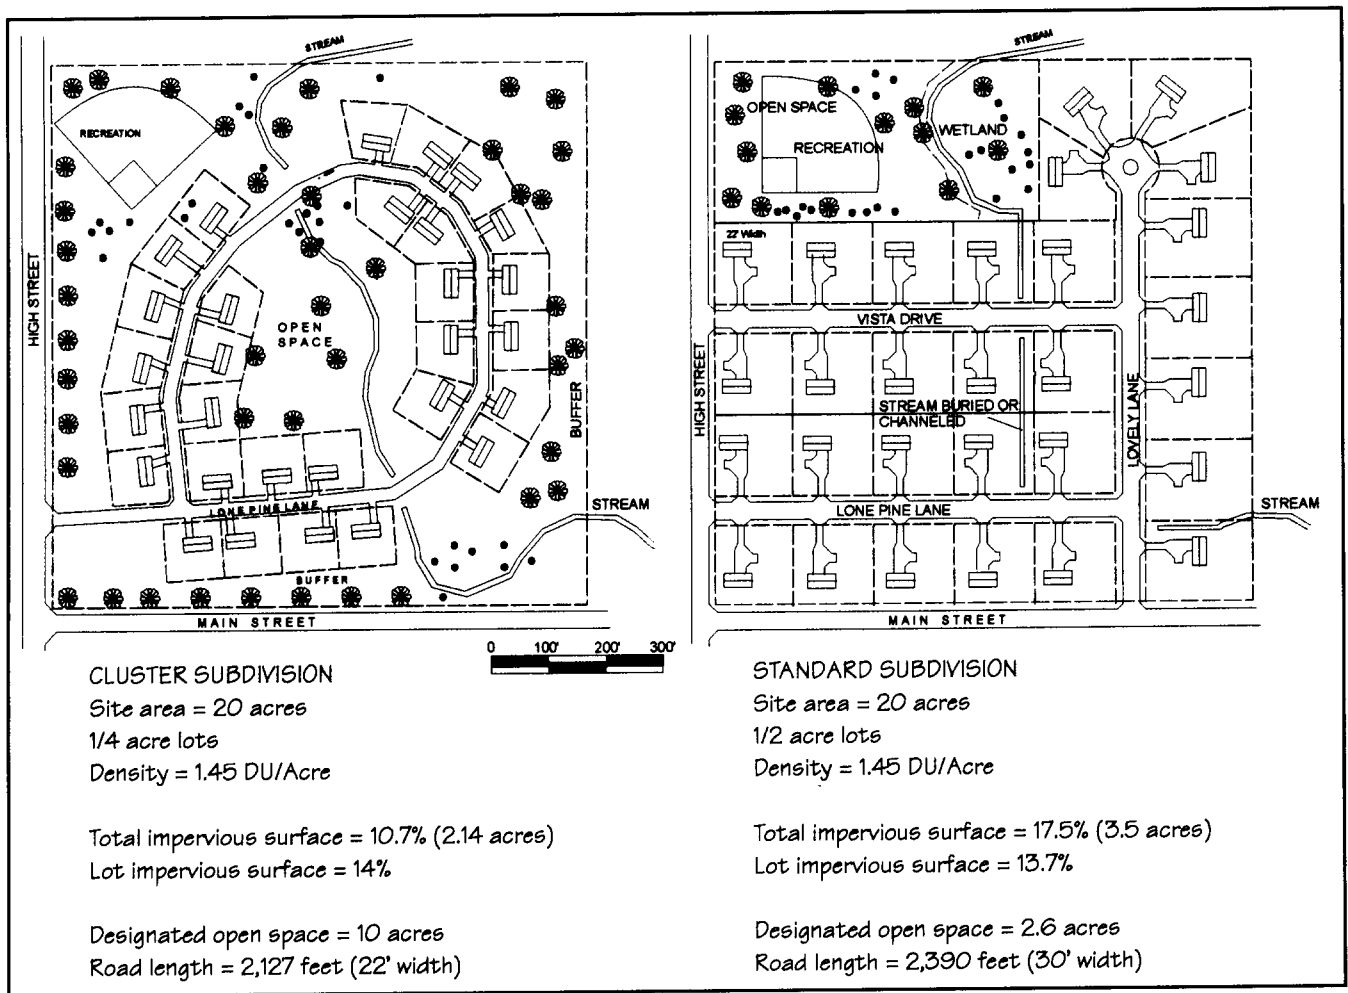 STREAM
RECREATION
HIGH STREET
OPEN
SPACE
BUFFER
STREAM
LONE PINE LANE
BUFFER
MAIN STREET
STREAM
OPEN SPACE
WETLAND
RECREATION
22' Width
VISTA DRIVE
HIGH STREET
STREAM BURIED OR
CHANNELED
LOVELY LANE
STREAM
LONE PINE LANE
MAIN STREET
0 100' 200' 300'
CLUSTER SUBDIVISION
Site area = 20 acres
1/4 acre lots
Density = 1.45 DU/Acre
Total impervious surface = 10.7% (2.14 acres)
Lot impervious surface = 14%
Designated open space = 10 acres
Road length = 2,127 feet (22' width)
STANDARD SUBDIVISION
Site area = 20 acres
1/2 acre lots
Density = 1.45 DU/Acre
Total impervious surface = 17.5% (3.5 acres)
Lot impervious surface = 13.7%
Designated open space = 2.6 acres
Road length = 2,390 feet (30' width)